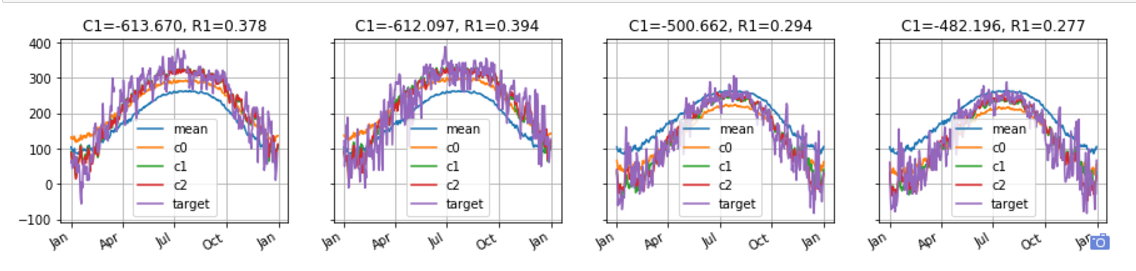 C1=-613.670, R1=0.378
C1=-612.097, R1=0.394
C1=-500.662, R1=0.294
C1=-482.196, R1=0.277
400
300
200
100
0
−100
mean
c0
c1
c2
target
mean
c0
c1
c2
target
mean
c0
c1
c2
target
mean
c0
c1
c2
target
Jan Apr Jul Oct Jan
Jan Apr Jul Oct Jan
Jan Apr Jul Oct Jan
Jan Apr Jul Oct Jan